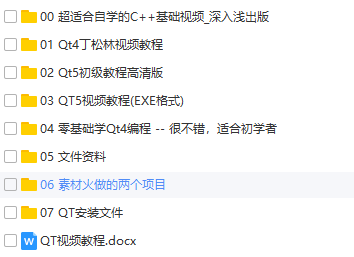 00 超适合自学的C++基础视频_深入浅出版
01 Qt4丁松林视频教程
02 Qt5初级教程高清版
03 QT5视频教程(EXE格式)
04 零基础学Qt4编程 -- 很不错，适合初学者
05 文件资料
06 素材火做的两个项目
07 QT安装文件
W QT视频教程.docx